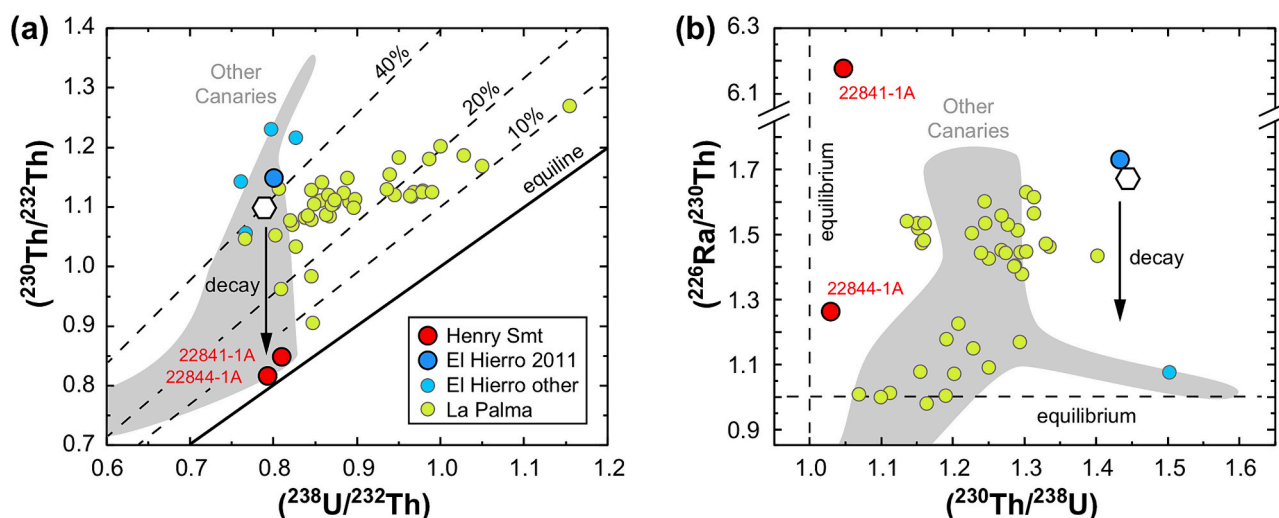 (a)
1.4
1.3
1.2
1.1
1.0
0.9
0.8
0.7
(²³⁰Th/²³²Th)
Other
Canaries
40%
20%
10%
equiline
decay
22841-1A
22844-1A
Henry Smt
El Hierro 2011
El Hierro other
La Palma
0.6 0.7 0.8 0.9 1.0 1.1 1.2
(²³⁸U/²³²Th)
(b)
6.3
6.1
1.7
1.5
1.3
1.1
0.9
(²²⁶Ra/²³⁰Th)
22841-1A
Other
Canaries
equilibrium
22844-1A
decay
equilibrium
1.0 1.1 1.2 1.3 1.4 1.5 1.6
(²³⁰Th/²³⁸U)